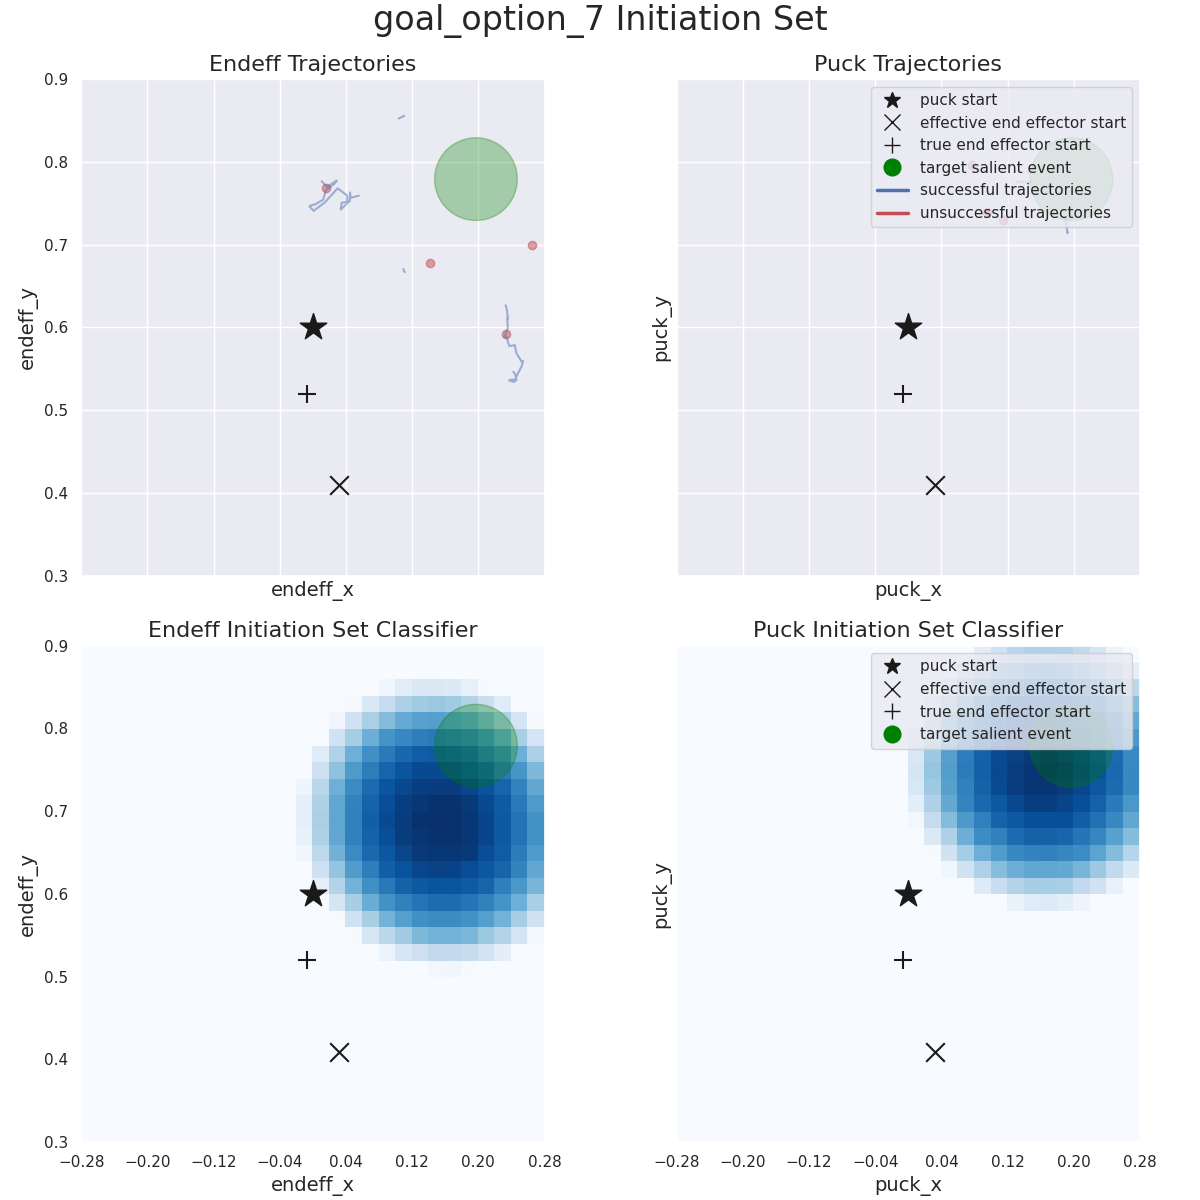 goal_option_7 Initiation Set
Endeff Trajectories
0.9
0.8
0.7
0.6
0.5
0.4
0.3
endeff_y
endeff_x
Puck Trajectories
puck start
effective end effector start
true end effector start
target salient event
successful trajectories
unsuccessful trajectories
puck_y
puck_x
Endeff Initiation Set Classifier
0.9
0.8
0.7
0.6
0.5
0.4
0.3
endeff_y
−0.28 −0.20 −0.12 −0.04 0.04 0.12 0.20 0.28
endeff_x
Puck Initiation Set Classifier
puck start
effective end effector start
true end effector start
target salient event
puck_y
−0.28 −0.20 −0.12 −0.04 0.04 0.12 0.20 0.28
puck_x